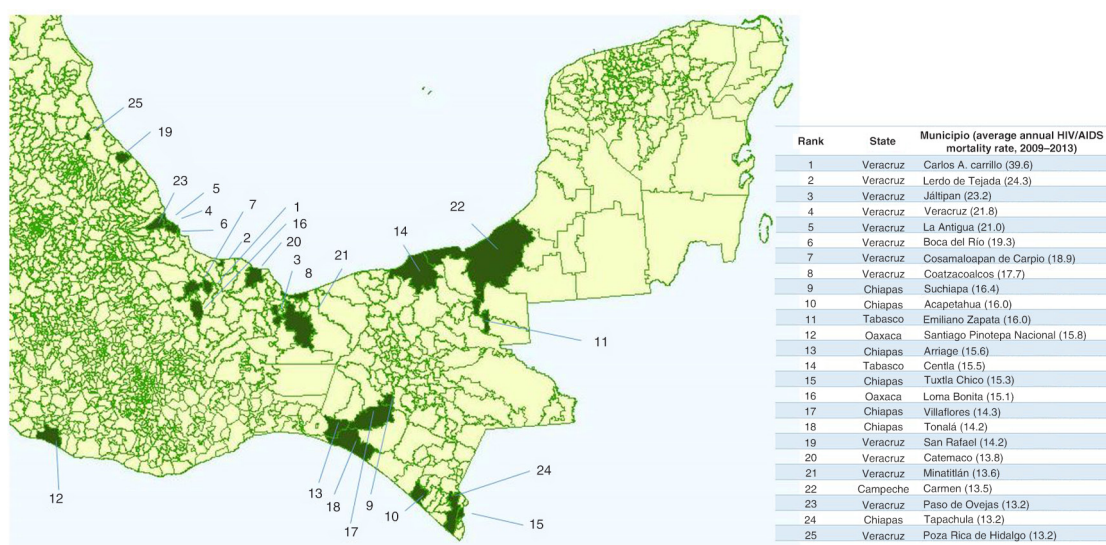 25
19
23
5
4
7
1
6
16
2
20
3
8
21
14
22
11
12
13
18
17
9
10
24
15
Rank State Municipio (average annual HIV/AIDS mortality rate, 2009–2013)
1 Veracruz Carlos A. carrillo (39.6)
2 Veracruz Lerdo de Tejada (24.3)
3 Veracruz Jáltipan (23.2)
4 Veracruz Veracruz (21.8)
5 Veracruz La Antigua (21.0)
6 Veracruz Boca del Río (19.3)
7 Veracruz Cosamaloapan de Carpio (18.9)
8 Veracruz Coatzacoalcos (17.7)
9 Chiapas Suchiapa (16.4)
10 Chiapas Acapetahua (16.0)
11 Tabasco Emiliano Zapata (16.0)
12 Oaxaca Santiago Pinotepa Nacional (15.8)
13 Chiapas Arriage (15.6)
14 Tabasco Centla (15.5)
15 Chiapas Tuxtla Chico (15.3)
16 Oaxaca Loma Bonita (15.1)
17 Chiapas Villaflores (14.3)
18 Chiapas Tonalá (14.2)
19 Veracruz San Rafael (14.2)
20 Veracruz Catemaco (13.8)
21 Veracruz Minatitlán (13.6)
22 Campeche Carmen (13.5)
23 Veracruz Paso de Ovejas (13.2)
24 Chiapas Tapachula (13.2)
25 Veracruz Poza Rica de Hidalgo (13.2)